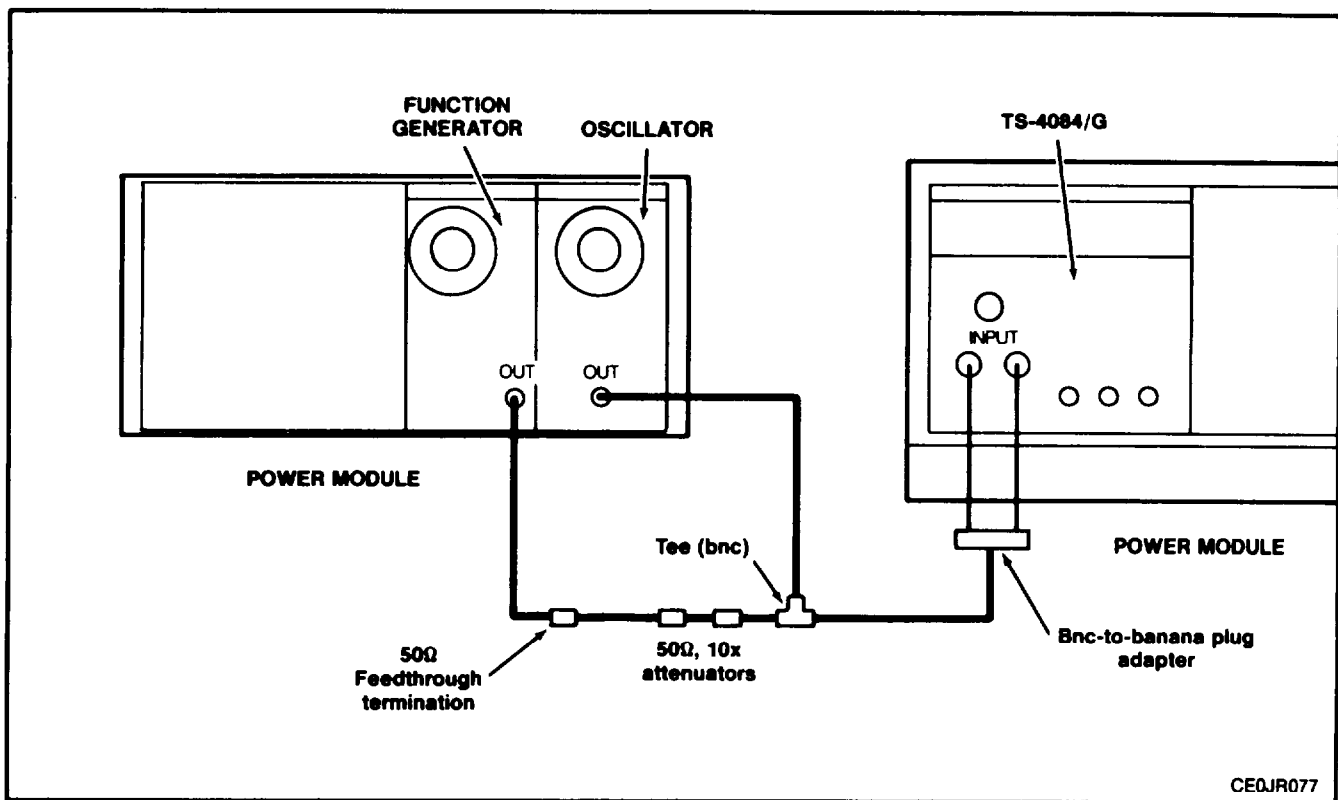 FUNCTION
GENERATOR
OSCILLATOR
TS-4084/G
INPUT
OUT
OUT
POWER MODULE
Tee (bnc)
POWER MODULE
50Ω
Feedthrough
termination
50Ω, 10x
attenuators
Bnc-to-banana plug
adapter
CE0JR077